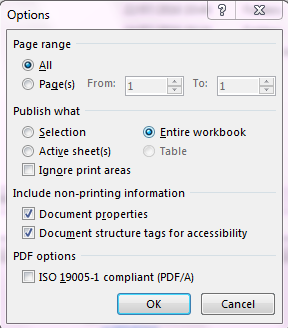 Options
Page range
All
Page(s) From: 1 To: 1
Publish what
Selection Entire workbook
Active sheet(s) Table
Ignore print areas
Include non-printing information
Document properties
Document structure tags for accessibility
PDF options
ISO 19005-1 compliant (PDF/A)
OK Cancel